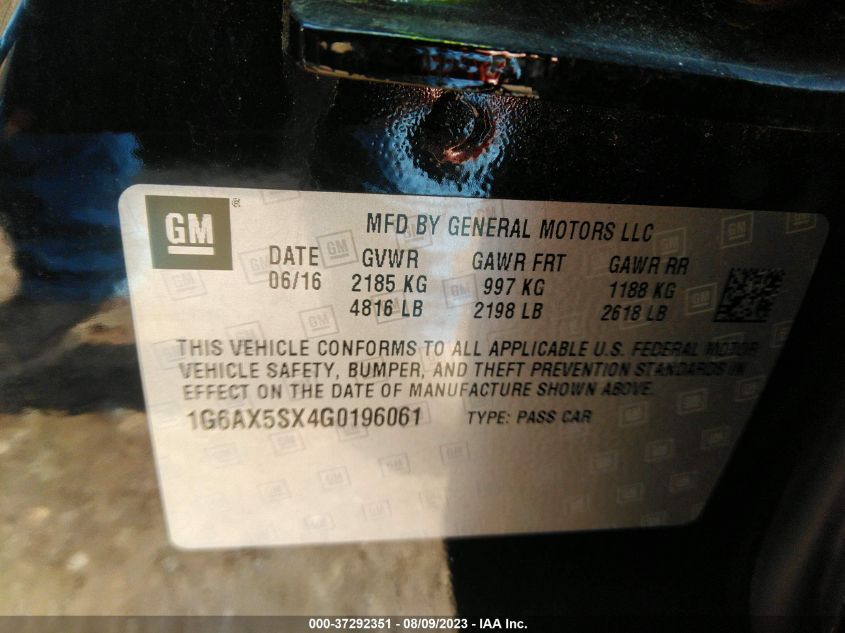 GM ®
MFD BY GENERAL MOTORS LLC
DATE GVWR GAWR FRT GAWR RR
06/16 2185 KG 997 KG 1188 KG
4816 LB 2198 LB 2618 LB
THIS VEHICLE CONFORMS TO ALL APPLICABLE U.S. FEDERAL MOTOR
VEHICLE SAFETY, BUMPER, AND THEFT PREVENTION STANDARDS IN
EFFECT ON THE DATE OF MANUFACTURE SHOWN ABOVE.
1G6AX5SX4G0196061 TYPE: PASS CAR
000-37292351 - 08/09/2023 - IAA Inc.